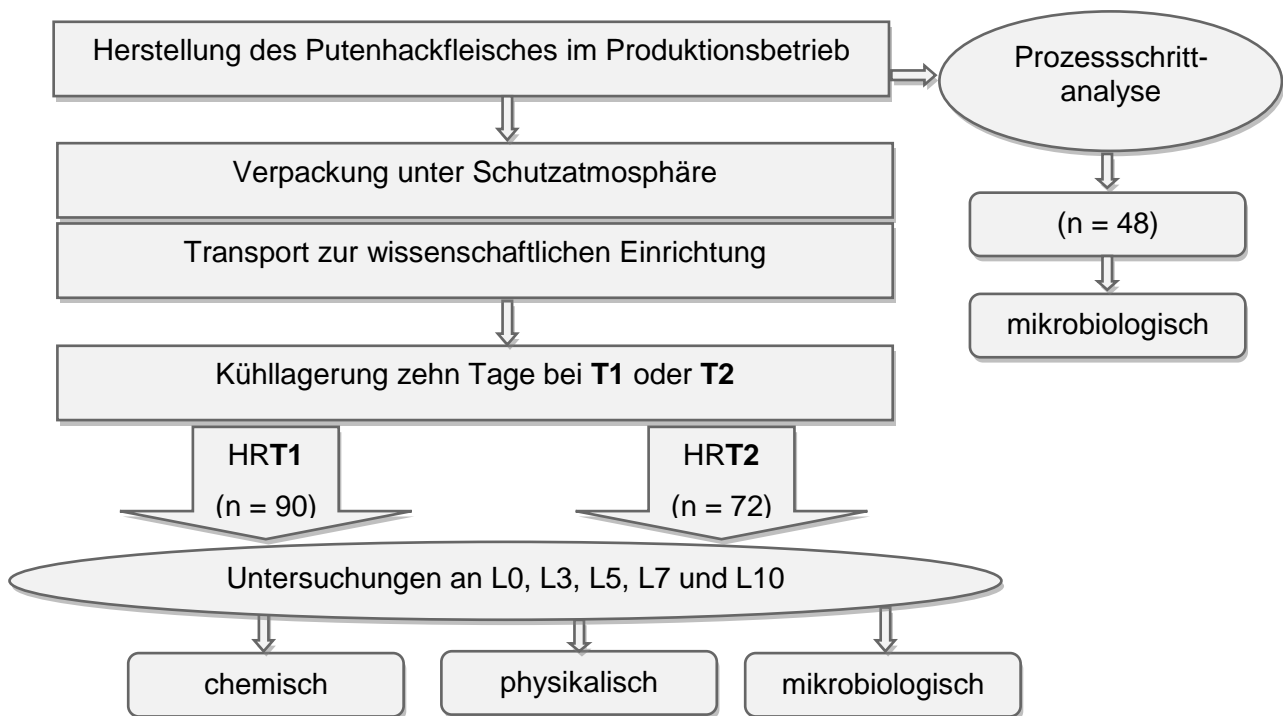 Herstellung des Putenhackfleisches im Produktionsbetrieb
Prozessschritt-
analyse
Verpackung unter Schutzatmosphäre
(n = 48)
Transport zur wissenschaftlichen Einrichtung
mikrobiologisch
Kühllagerung zehn Tage bei T1 oder T2
HRT1
(n = 90)
HRT2
(n = 72)
Untersuchungen an L0, L3, L5, L7 und L10
chemisch
physikalisch
mikrobiologisch